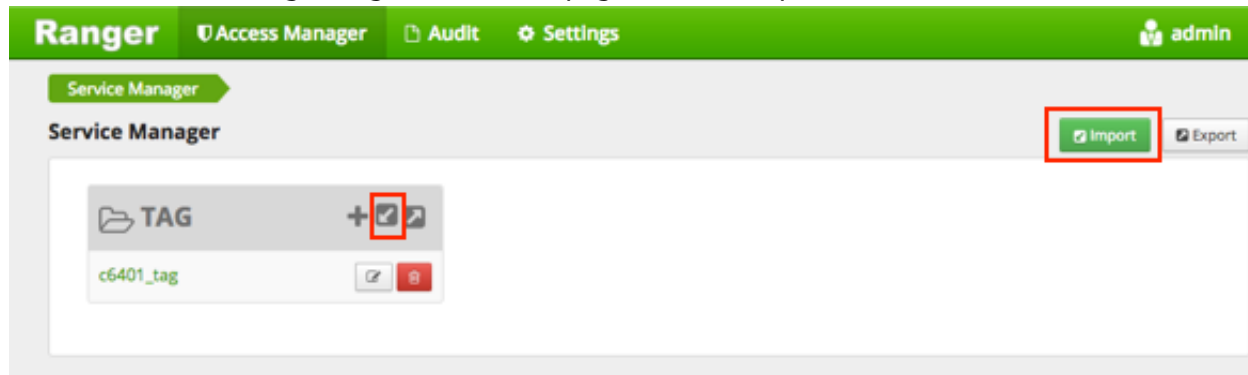 Ranger Access Manager Audit Settings admin
Service Manager
Service Manager Import Export
TAG
c6401_tag